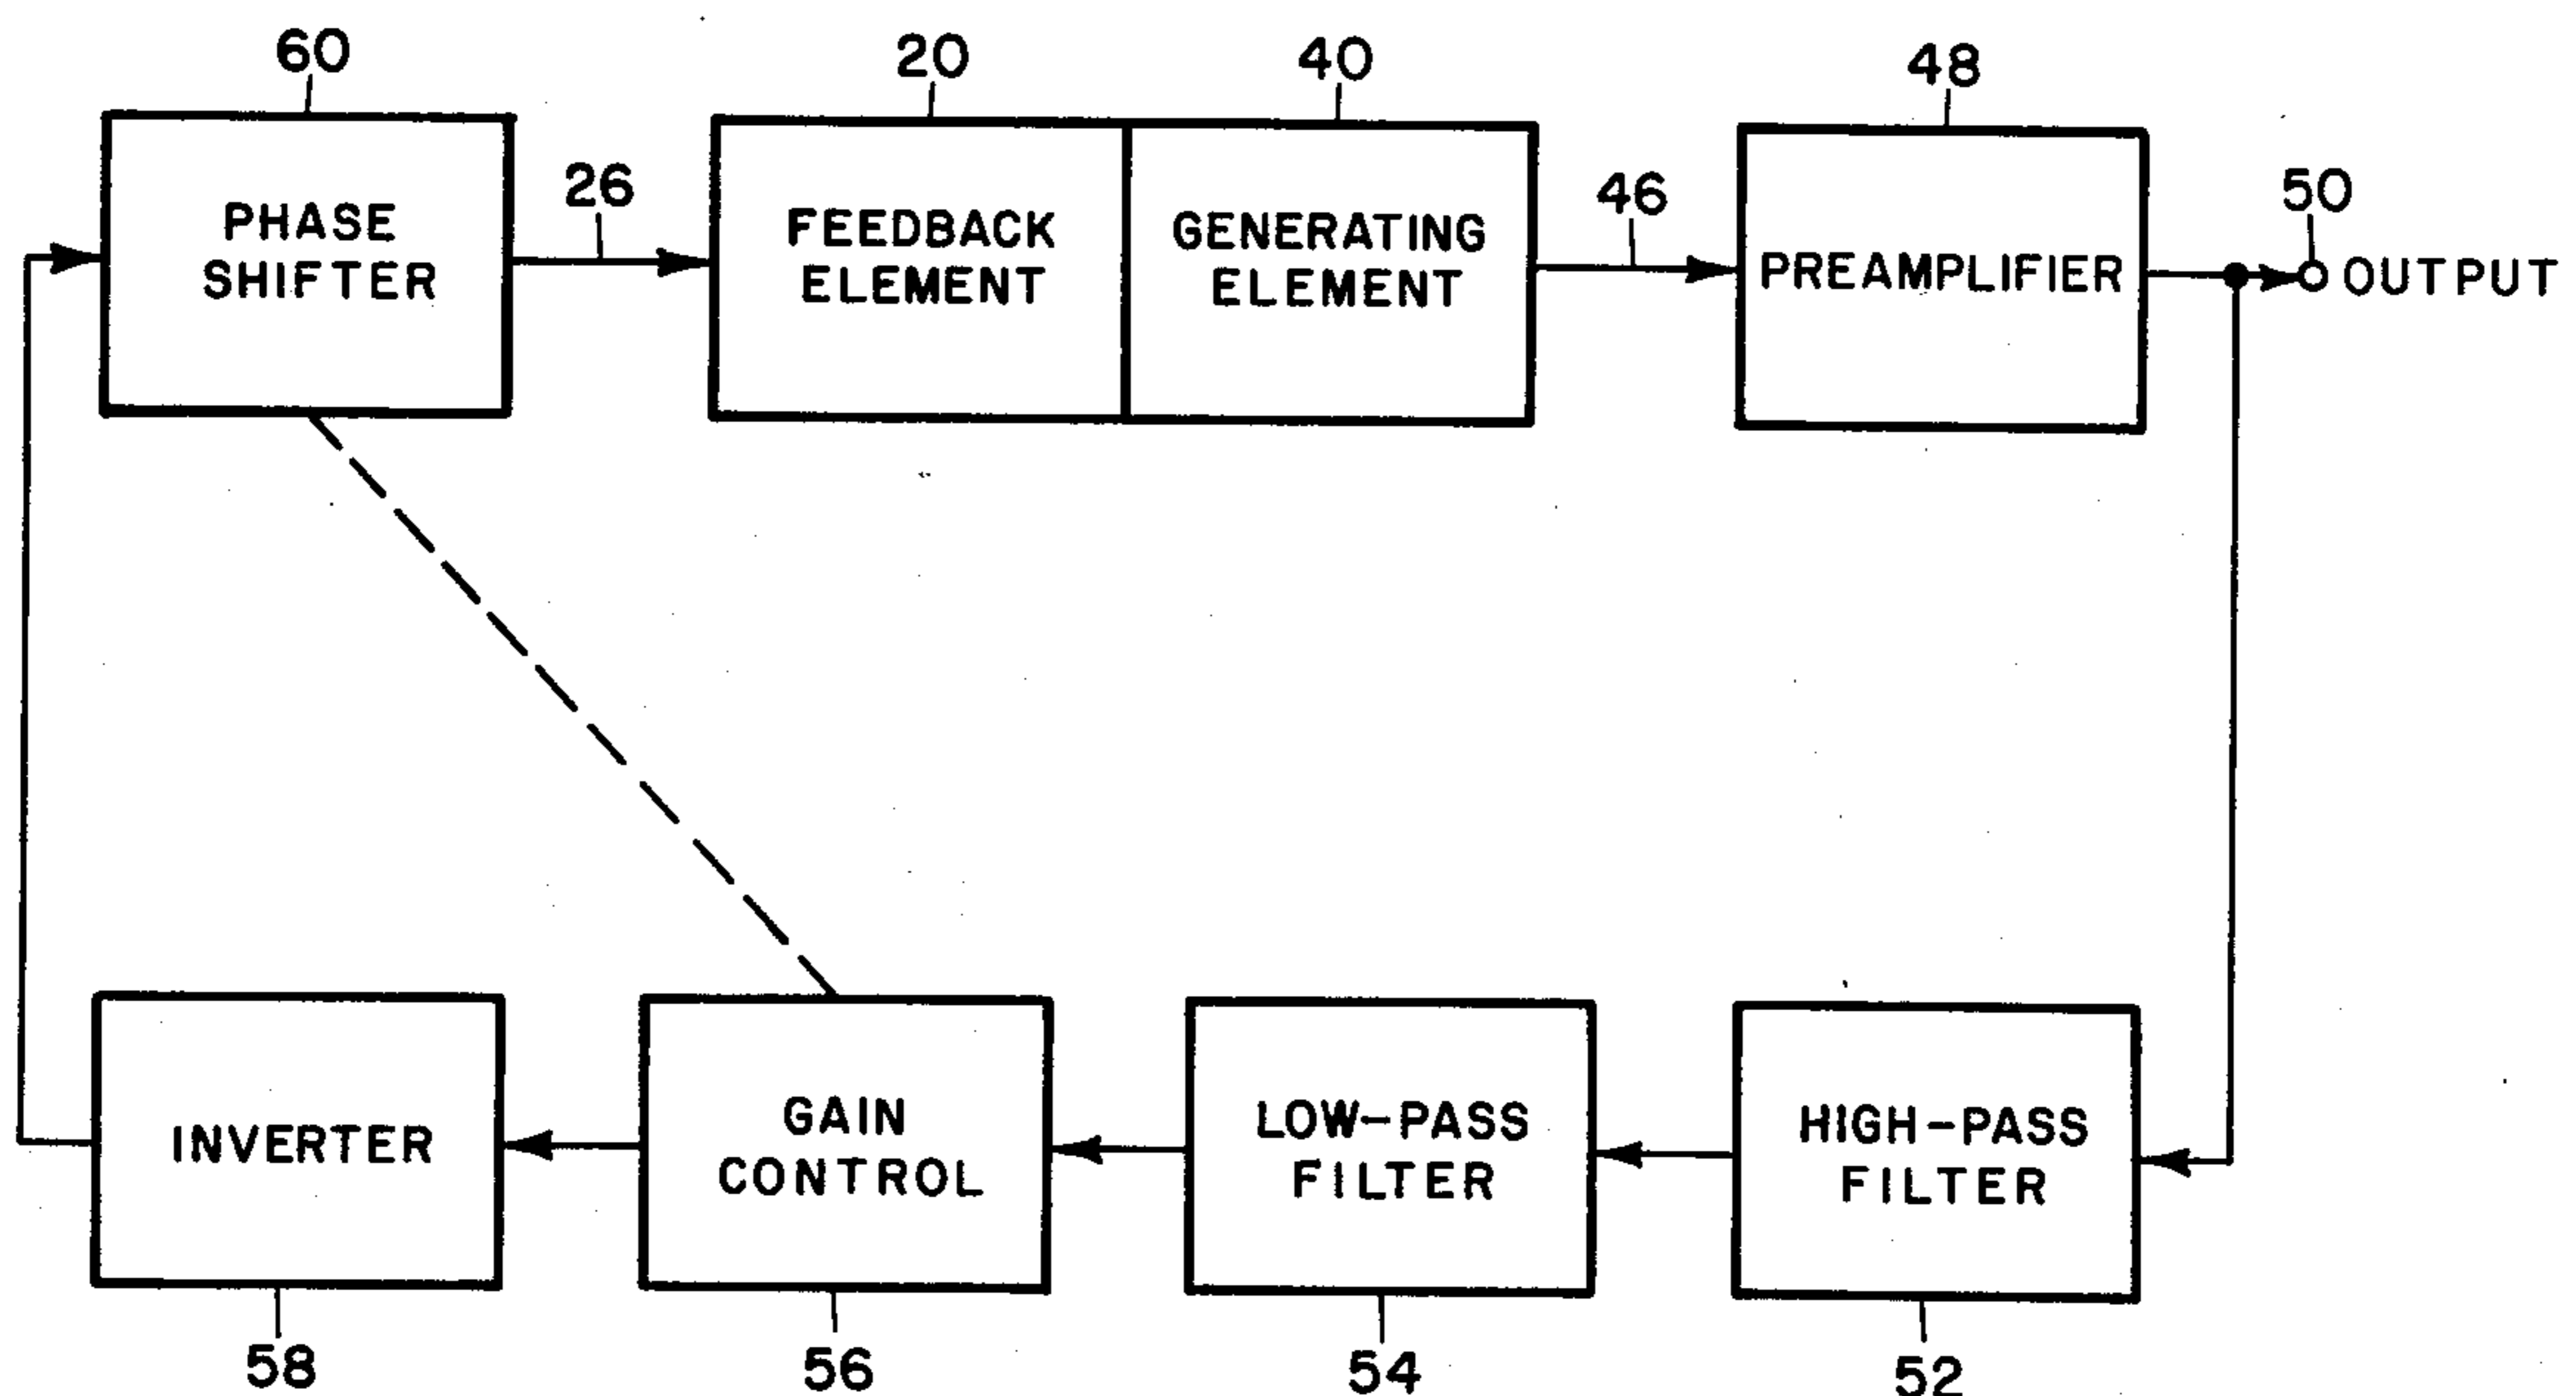 60
20
40
48
26
46
50
PHASE
SHIFTER
FEEDBACK
ELEMENT
GENERATING
ELEMENT
PREAMPLIFIER
OUTPUT
INVERTER
GAIN
CONTROL
LOW-PASS
FILTER
HIGH-PASS
FILTER
58
56
54
52